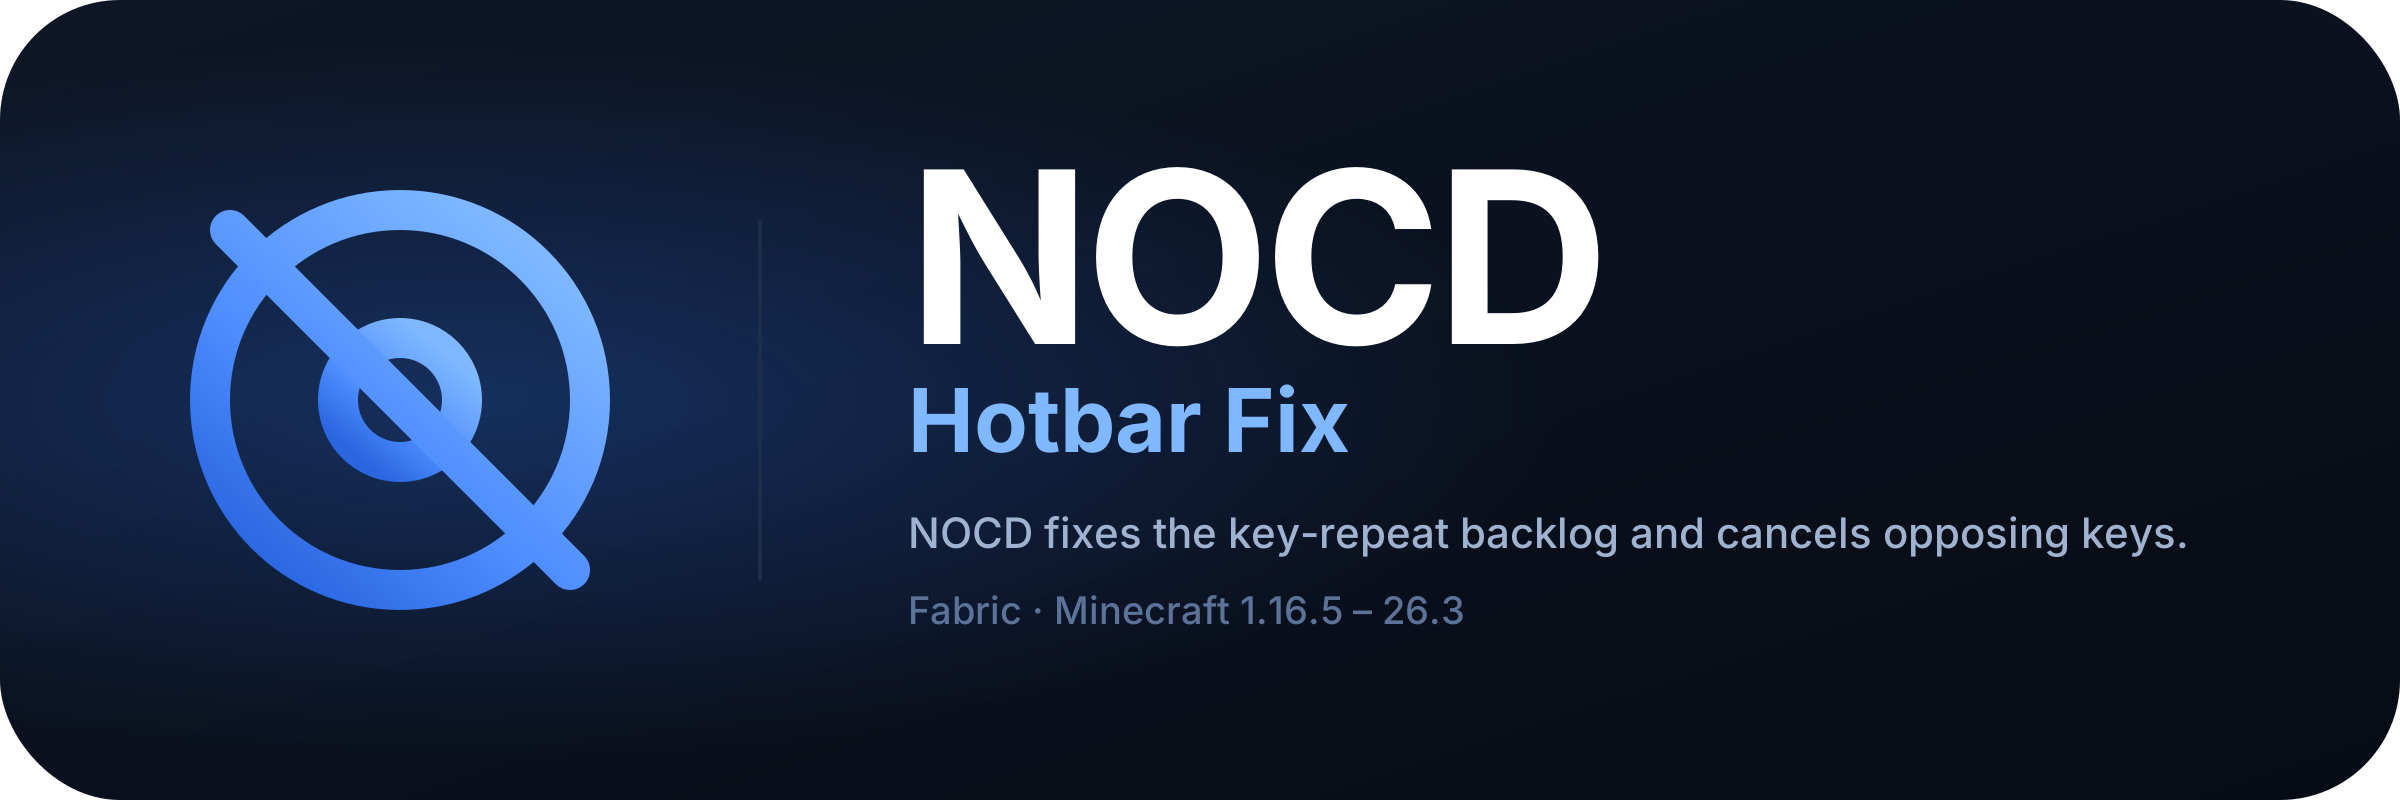 NOCD
Hotbar Fix
NOCD fixes the key-repeat backlog and cancels opposing keys.
Fabric · Minecraft 1.16.5 – 26.3